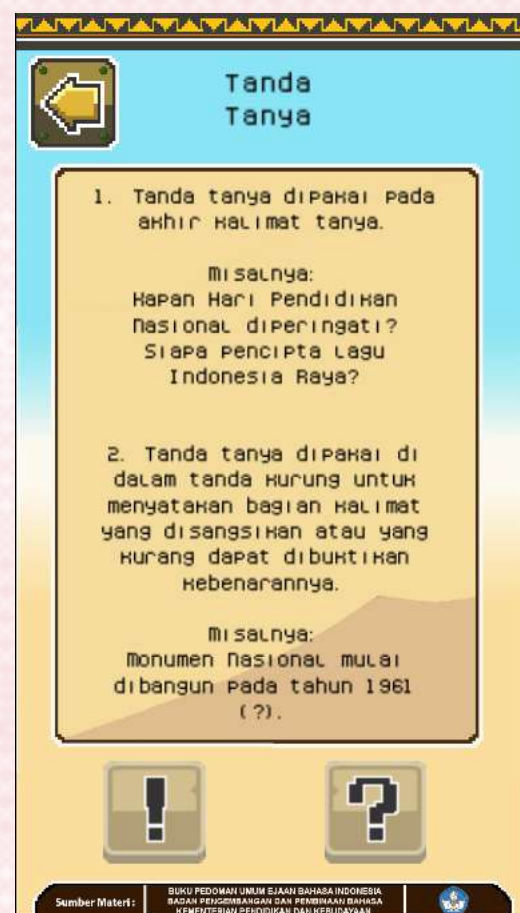 Tanda
Tanya
1. Tanda tanya dipakai pada
akhir kalimat tanya.
Misalnya:
Kapan Hari Pendidikan
Nasional diperingati?
Siapa pencipta lagu
Indonesia Raya?
2. Tanda tanya dipakai di
dalam tanda kurung untuk
menyatakan bagian kalimat
yang disangsikan atau yang
kurang dapat dibuktikan
kebenarannya.
Misalnya:
Monumen Nasional mulai
dibangun pada tahun 1961
(?).
! ?
Sumber Materi :
BUKU PEDOMAN UMUM EJAAN BAHASA INDONESIA
BADAN PENGEMBANGAN DAN PEMBINAAN BAHASA
KEMENTERIAN PENDIDIKAN DAN KEBUDAYAAN